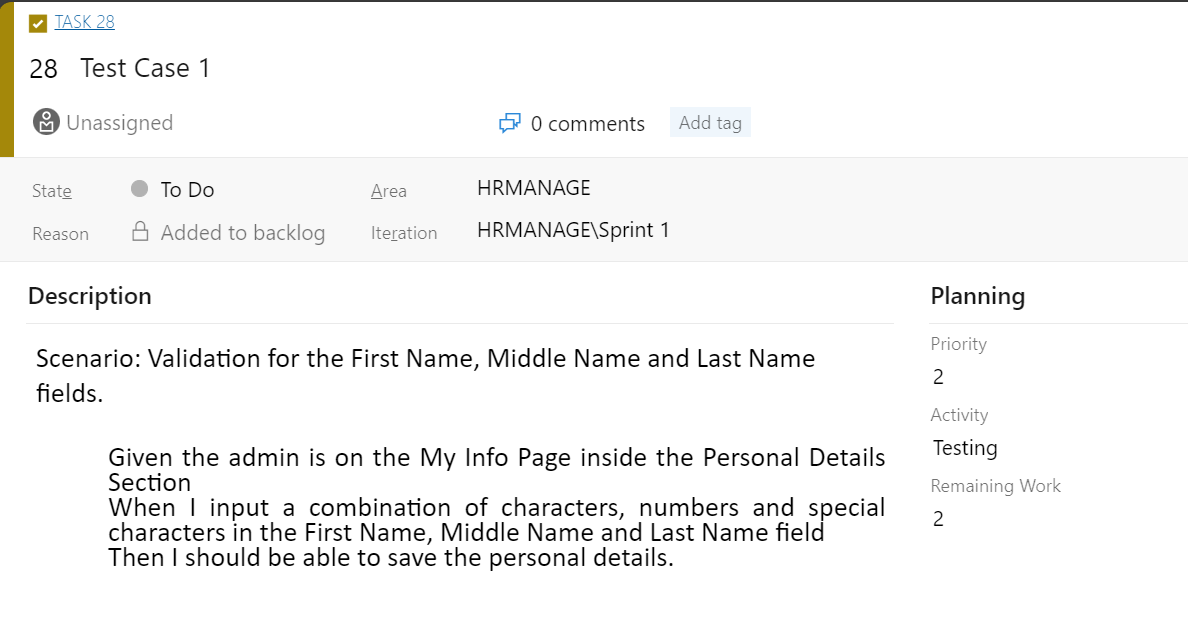 TASK 28
28 Test Case 1
Unassigned
0 comments
Add tag
State
To Do
Area
HRMANAGE
Reason
Added to backlog
Iteration
HRMANAGE\Sprint 1
Description
Scenario: Validation for the First Name, Middle Name and Last Name
fields.
Given the admin is on the My Info Page inside the Personal Details
Section
When I input a combination of characters, numbers and special
characters in the First Name, Middle Name and Last Name field
Then I should be able to save the personal details.
Planning
Priority
2
Activity
Testing
Remaining Work
2